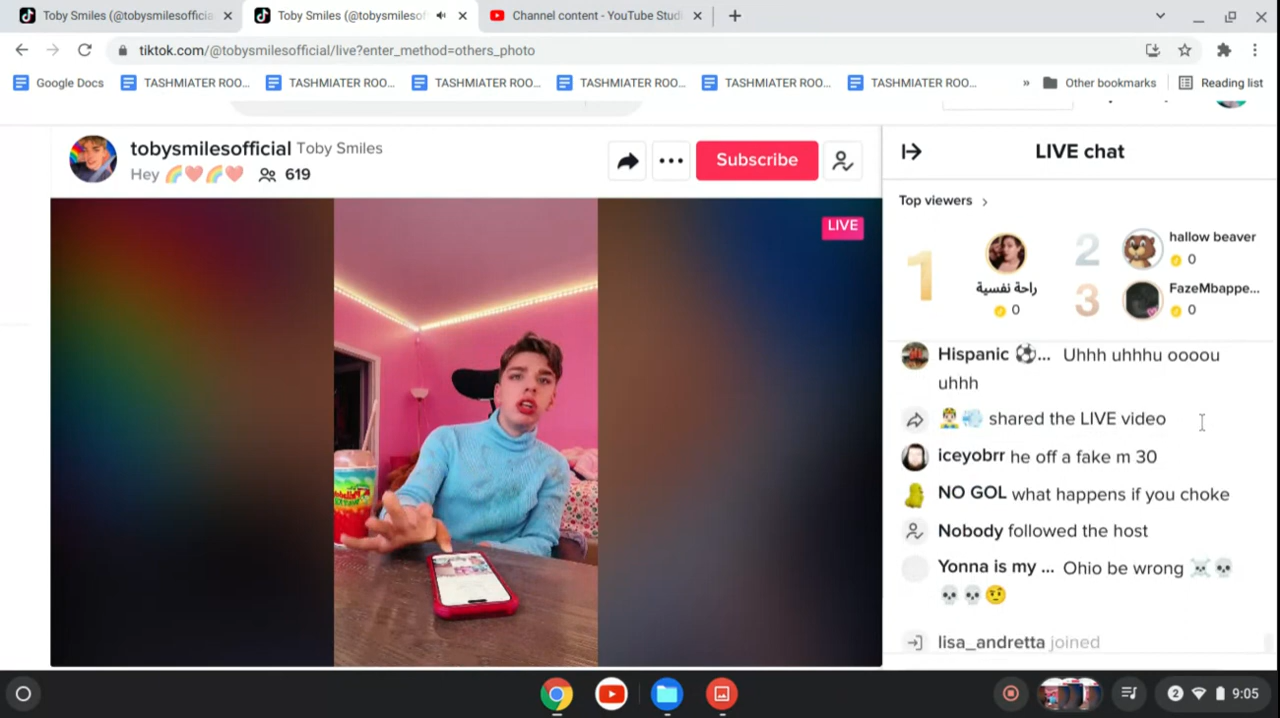 Toby Smiles (@tobysmilesofficia
Toby Smiles (@tobysmilesof
Channel content - YouTube Studi
tiktok.com/@tobysmilesofficial/live?enter_method=others_photo
Google Docs
TASHMIATER ROO...
TASHMIATER ROO...
TASHMIATER ROO...
TASHMIATER ROO...
TASHMIATER ROO...
TASHMIATER ROO...
» Other bookmarks
Reading list
tobysmilesofficial Toby Smiles
Hey 🌈❤️🌈❤️ 619
Subscribe
LIVE
LIVE chat
Top viewers >
1
راحة نفسية
0
2
hallow beaver
0
3
FazeMbappe...
0
Hispanic ⚽... Uhhh uhhhu oooou
uhhh
🤴💨 shared the LIVE video
iceyobrr he off a fake m 30
NO GOL what happens if you choke
Nobody followed the host
Yonna is my ... Ohio be wrong ☠️💀
💀💀🤨
lisa_andretta joined
2
9:05